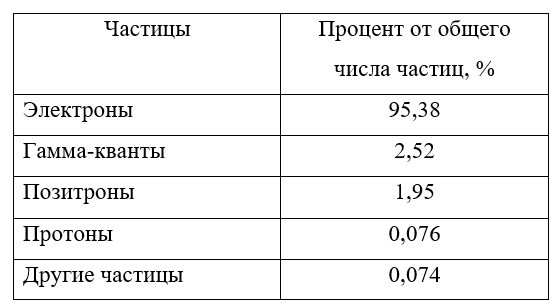 Частицы Процент от общего
числа частиц, %
Электроны 95,38
Гамма-кванты 2,52
Позитроны 1,95
Протоны 0,076
Другие частицы 0,074